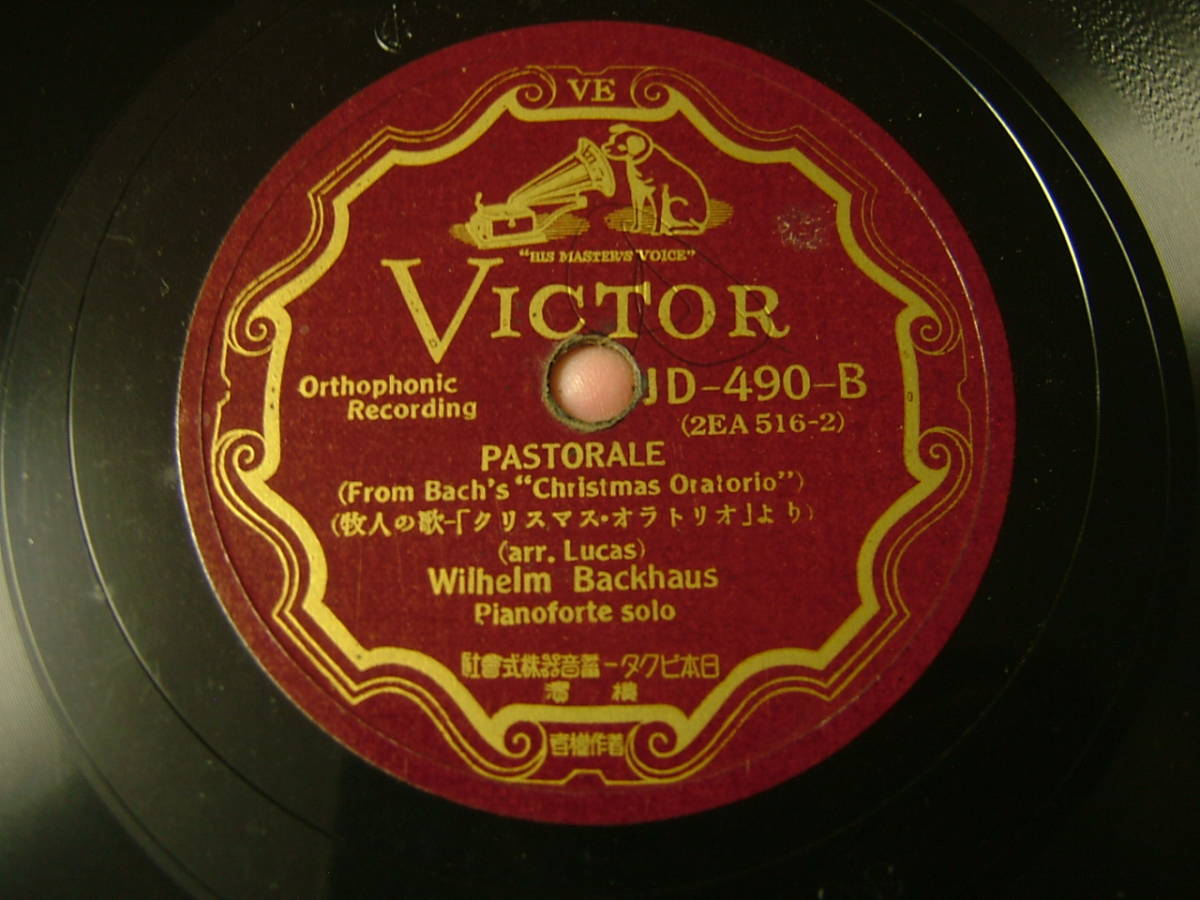 VE
"HIS MASTER'S VOICE"
VICTOR
Orthophonic
Recording
JD-490-B
(2EA 516-2)
PASTORALE
(From Bach's "Christmas Oratorio")
(牧人の歌-「クリスマス・オラトリオ」より)
(arr. Lucas)
Wilhelm Backhaus
Pianoforte solo
社會式株器音蓄ータクビ本日
濱 横
音權作著